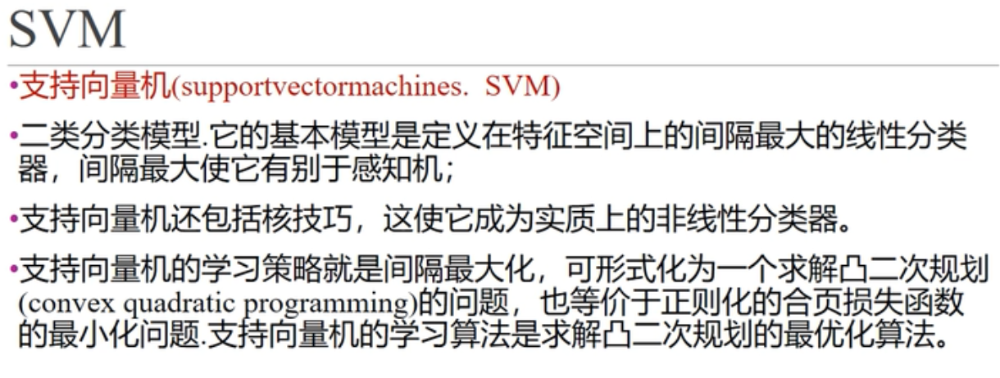 SVM
•支持向量机(supportvectormachines.  SVM)
•二类分类模型.它的基本模型是定义在特征空间上的间隔最大的线性分类
器，间隔最大使它有别于感知机；
•支持向量机还包括核技巧，这使它成为实质上的非线性分类器。
•支持向量机的学习策略就是间隔最大化，可形式化为一个求解凸二次规划
(convex quadratic programming)的问题，也等价于正则化的合页损失函数
的最小化问题.支持向量机的学习算法是求解凸二次规划的最优化算法。